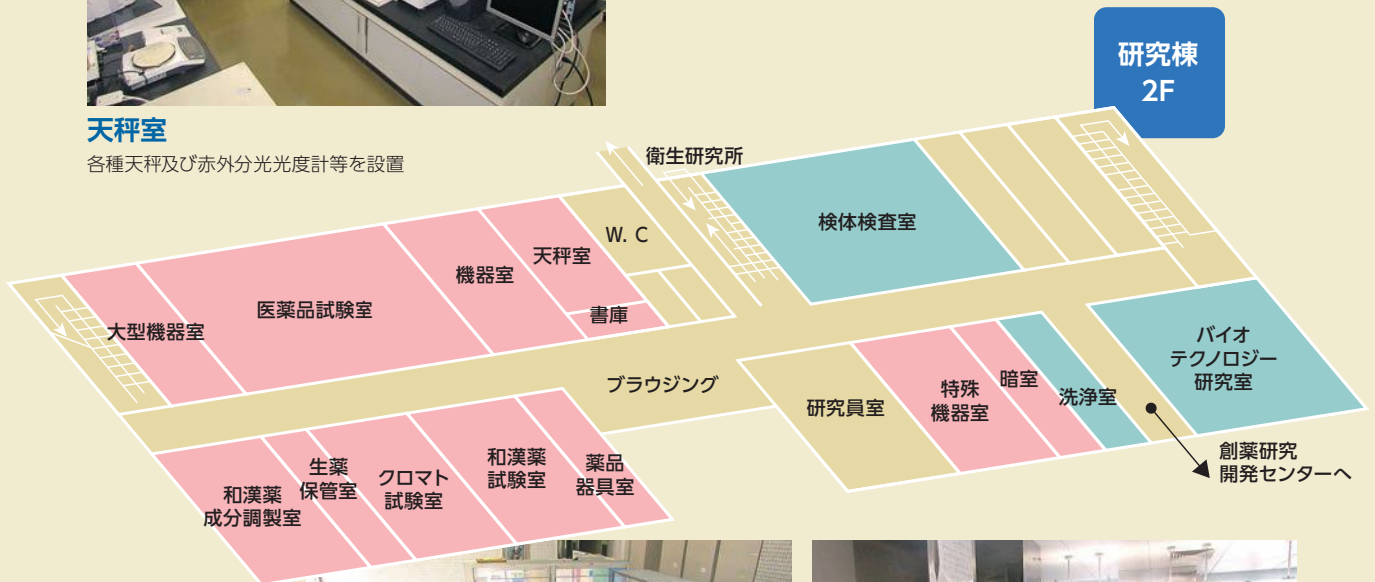 研究棟
2F
天秤室
各種天秤及び赤外分光光度計等を設置
衛生研究所
検体検査室
W. C
天秤室
機器室
書庫
医薬品試験室
大型機器室
バイオ
テクノロジー
研究室
ブラウジング
研究員室
特殊
機器室
暗室
洗浄室
創薬研究
開発センターへ
和漢薬
成分調製室
生薬
保管室
クロマト
試験室
和漢薬
試験室
薬品
器具室